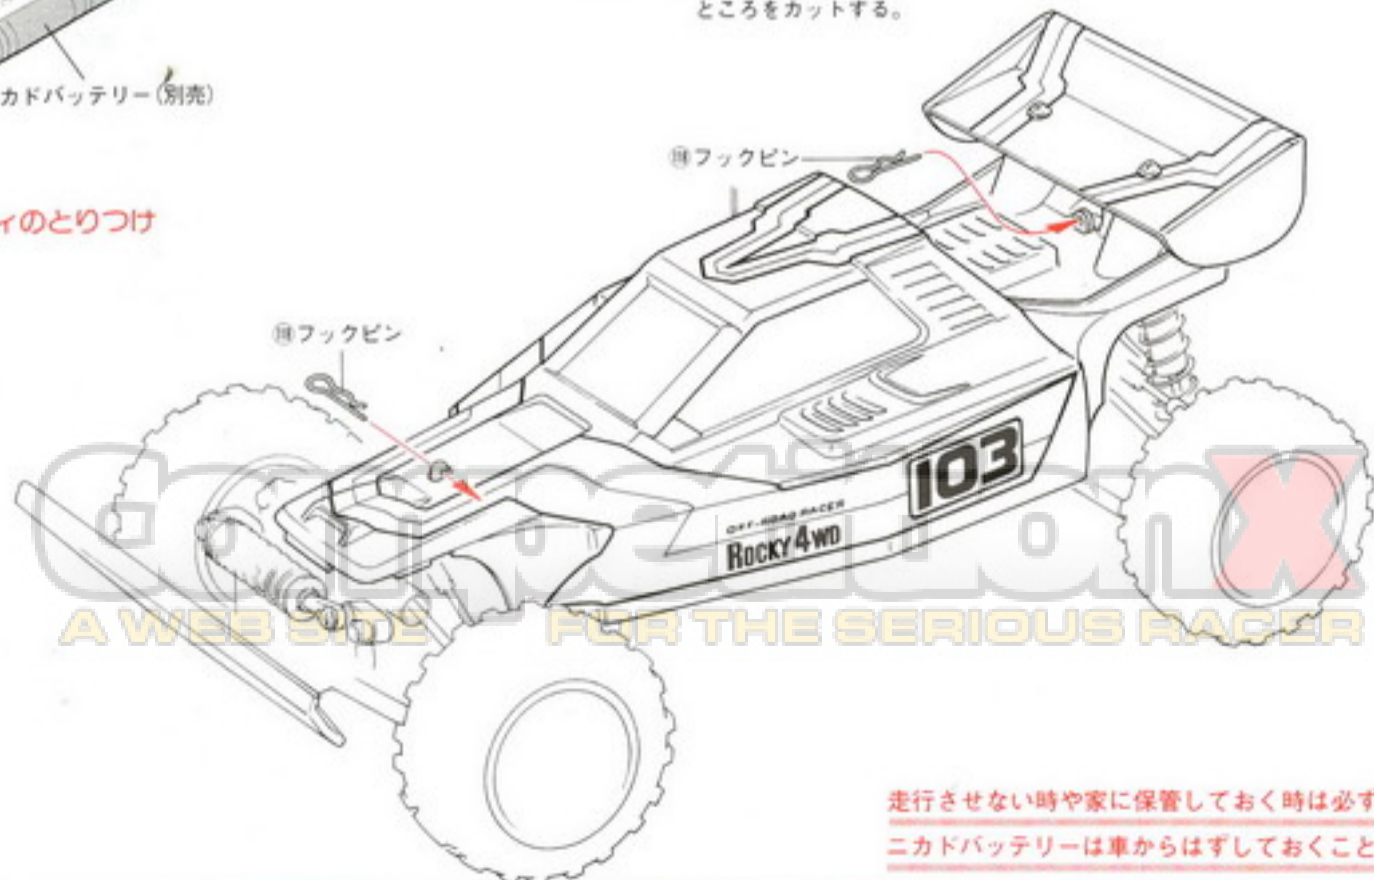 ところをカットする。
カドバッテリー(別売)
フックピン
ィのとりつけ
フックピン
103
OFF-ROAD RACER
ROCKY 4WD
CompetitionX
A WEB SITE FOR THE SERIOUS RACER
走行させない時や家に保管しておく時は必ず
ニカドバッテリーは車からはずしておくこと